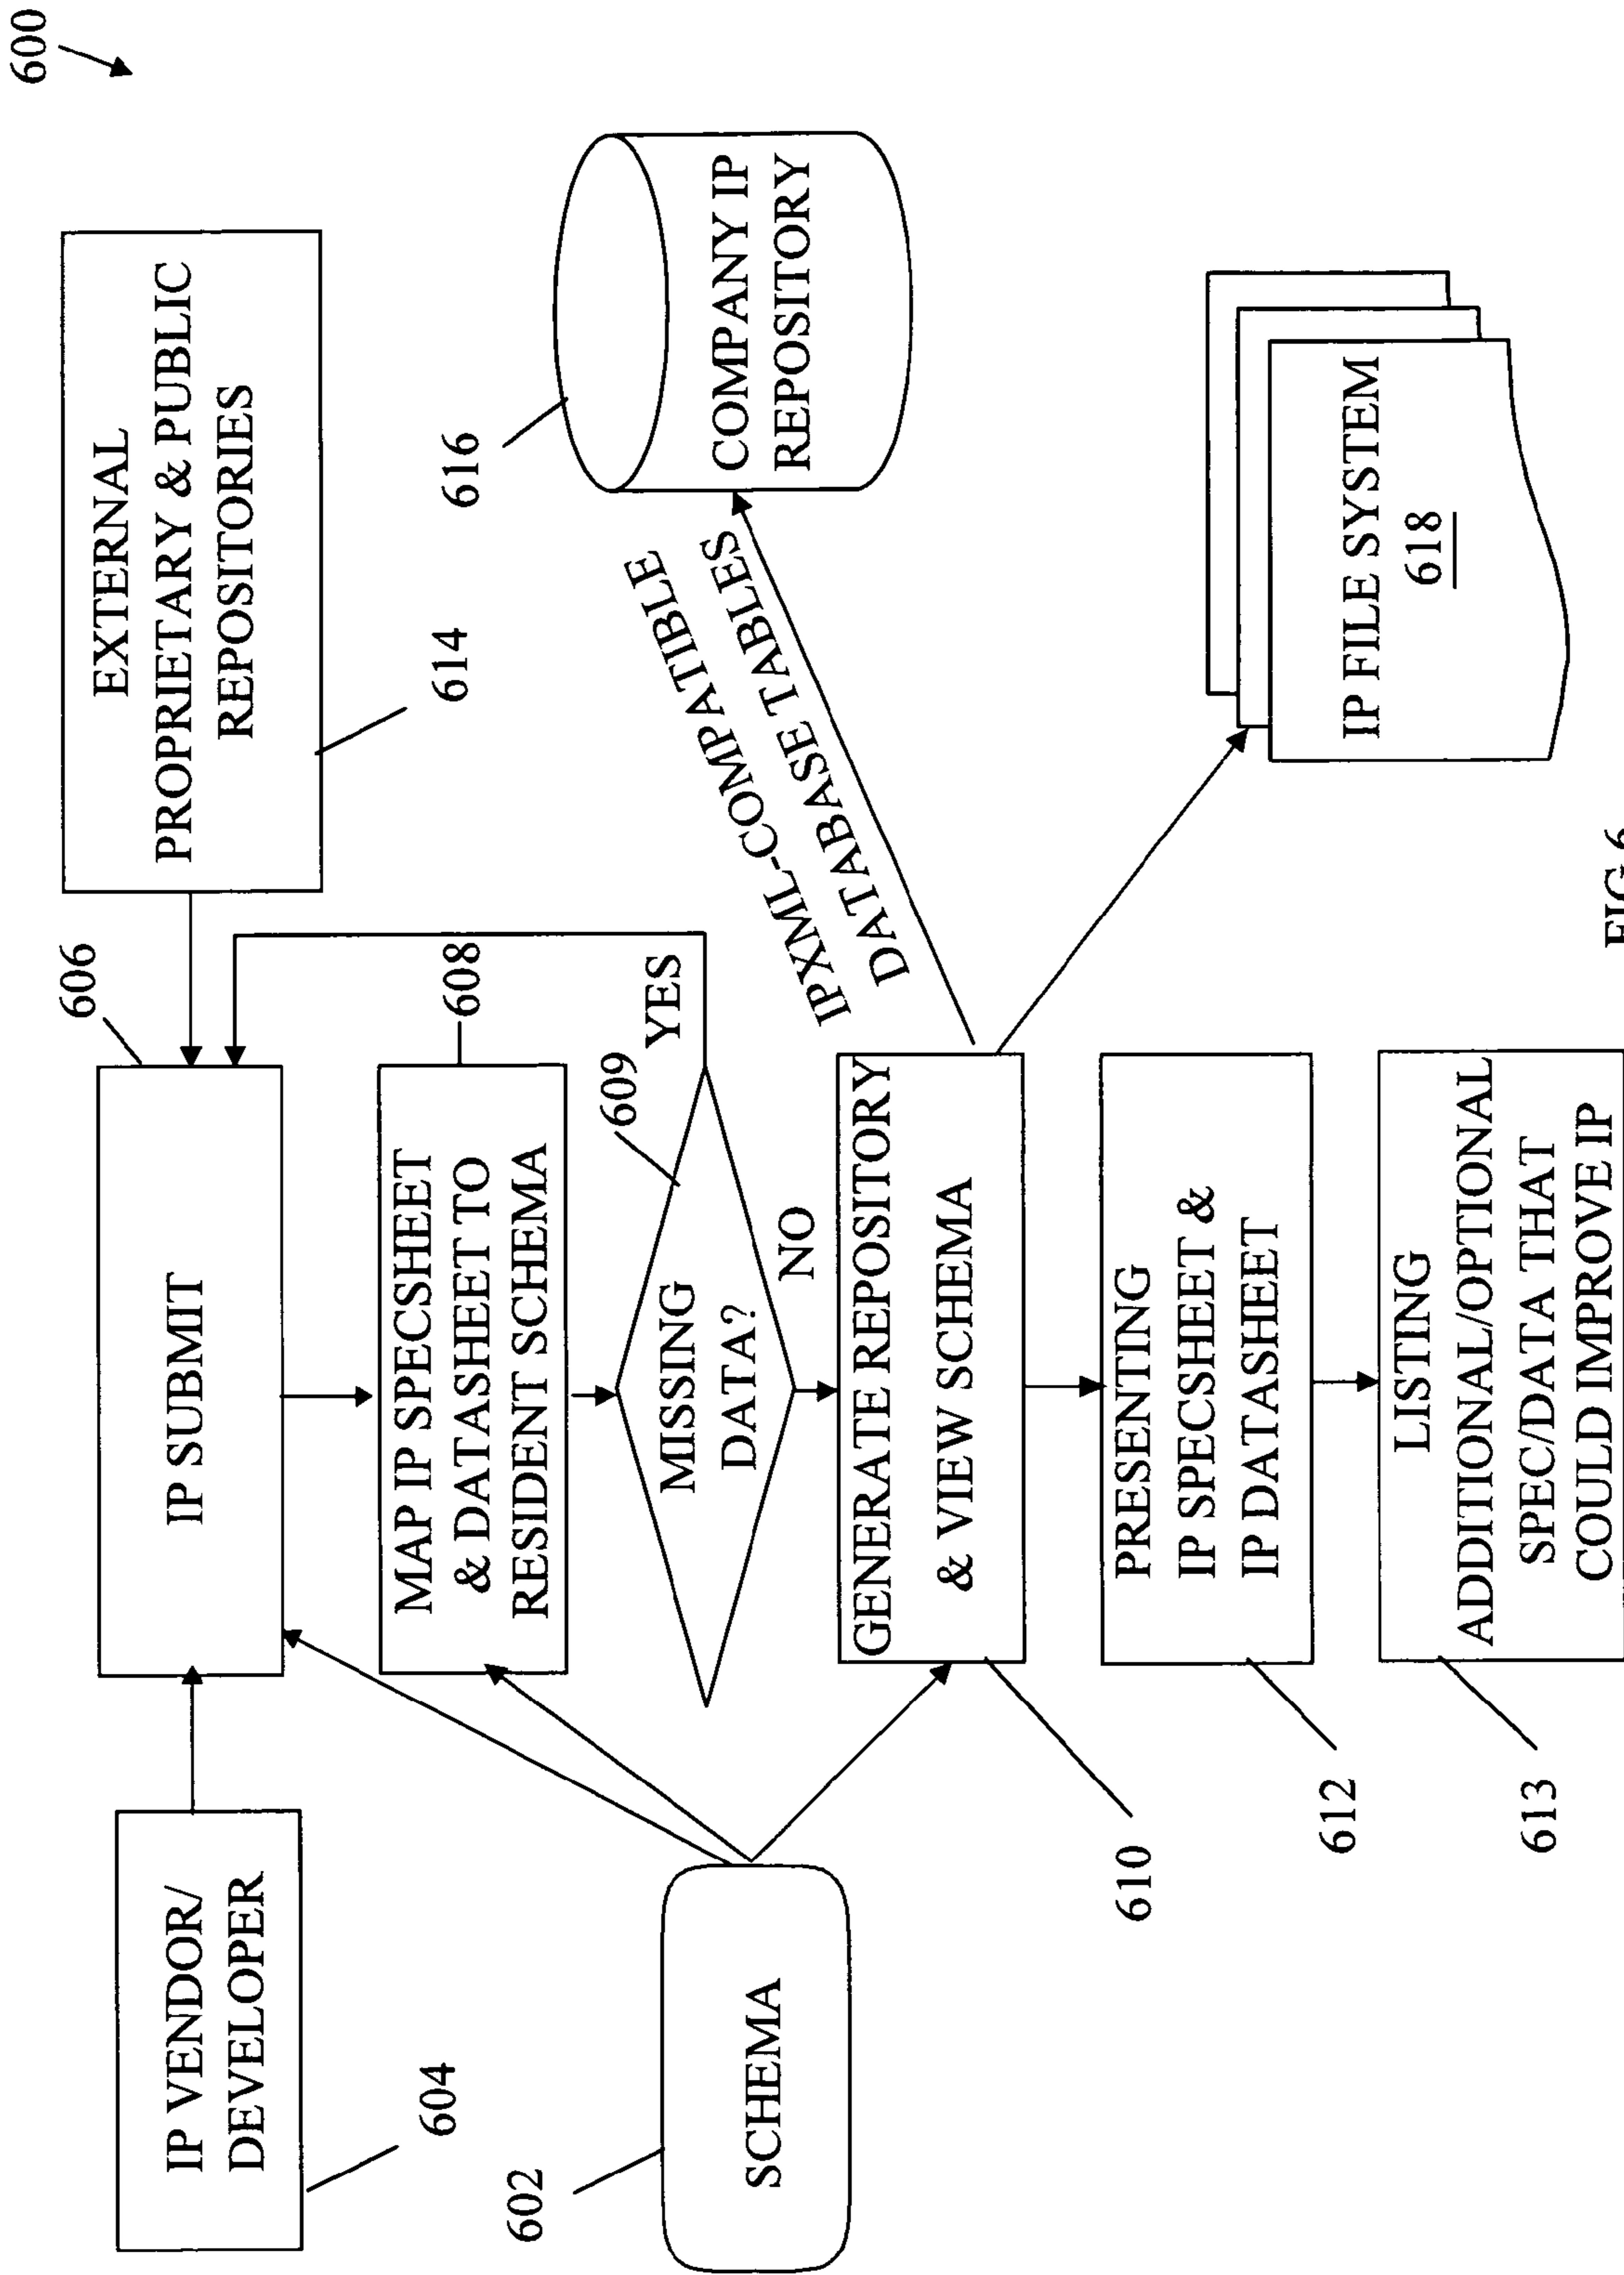 600
EXTERNAL
PROPRIETARY & PUBLIC
REPOSITORIES
614
606
IP SUBMIT
IP VENDOR/
DEVELOPER
604
608
MAP IP SPECSHEET
& DATASHEET TO
RESIDENT SCHEMA
609
MISSING
DATA?
YES
NO
602
SCHEMA
GENERATE REPOSITORY
& VIEW SCHEMA
610
IPXML-COMPATIBLE
DATABASE TABLES
616
COMPANY IP
REPOSITORY
IP FILE SYSTEM
618
PRESENTING
IP SPECSHEET &
IP DATASHEET
612
LISTING
ADDITIONAL/OPTIONAL
SPEC/DATA THAT
COULD IMPROVE IP
613
FIG 6